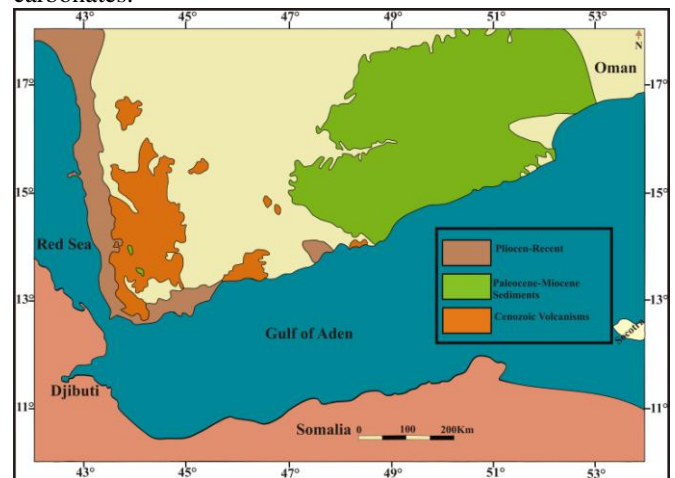 carbonates.
43° 45° 47° 49° 51° 53°
N
Oman
17° 17°
15° 15°
Red Sea
Pliocen-Recent
Paleocene-Miocene
Sediments
Cenozoic Volcanisms
13° 13°
Socotra
Gulf of Aden
Djibuti
11° 11°
Somalia 0 100 200Km
43° 45° 47° 49° 51° 53°